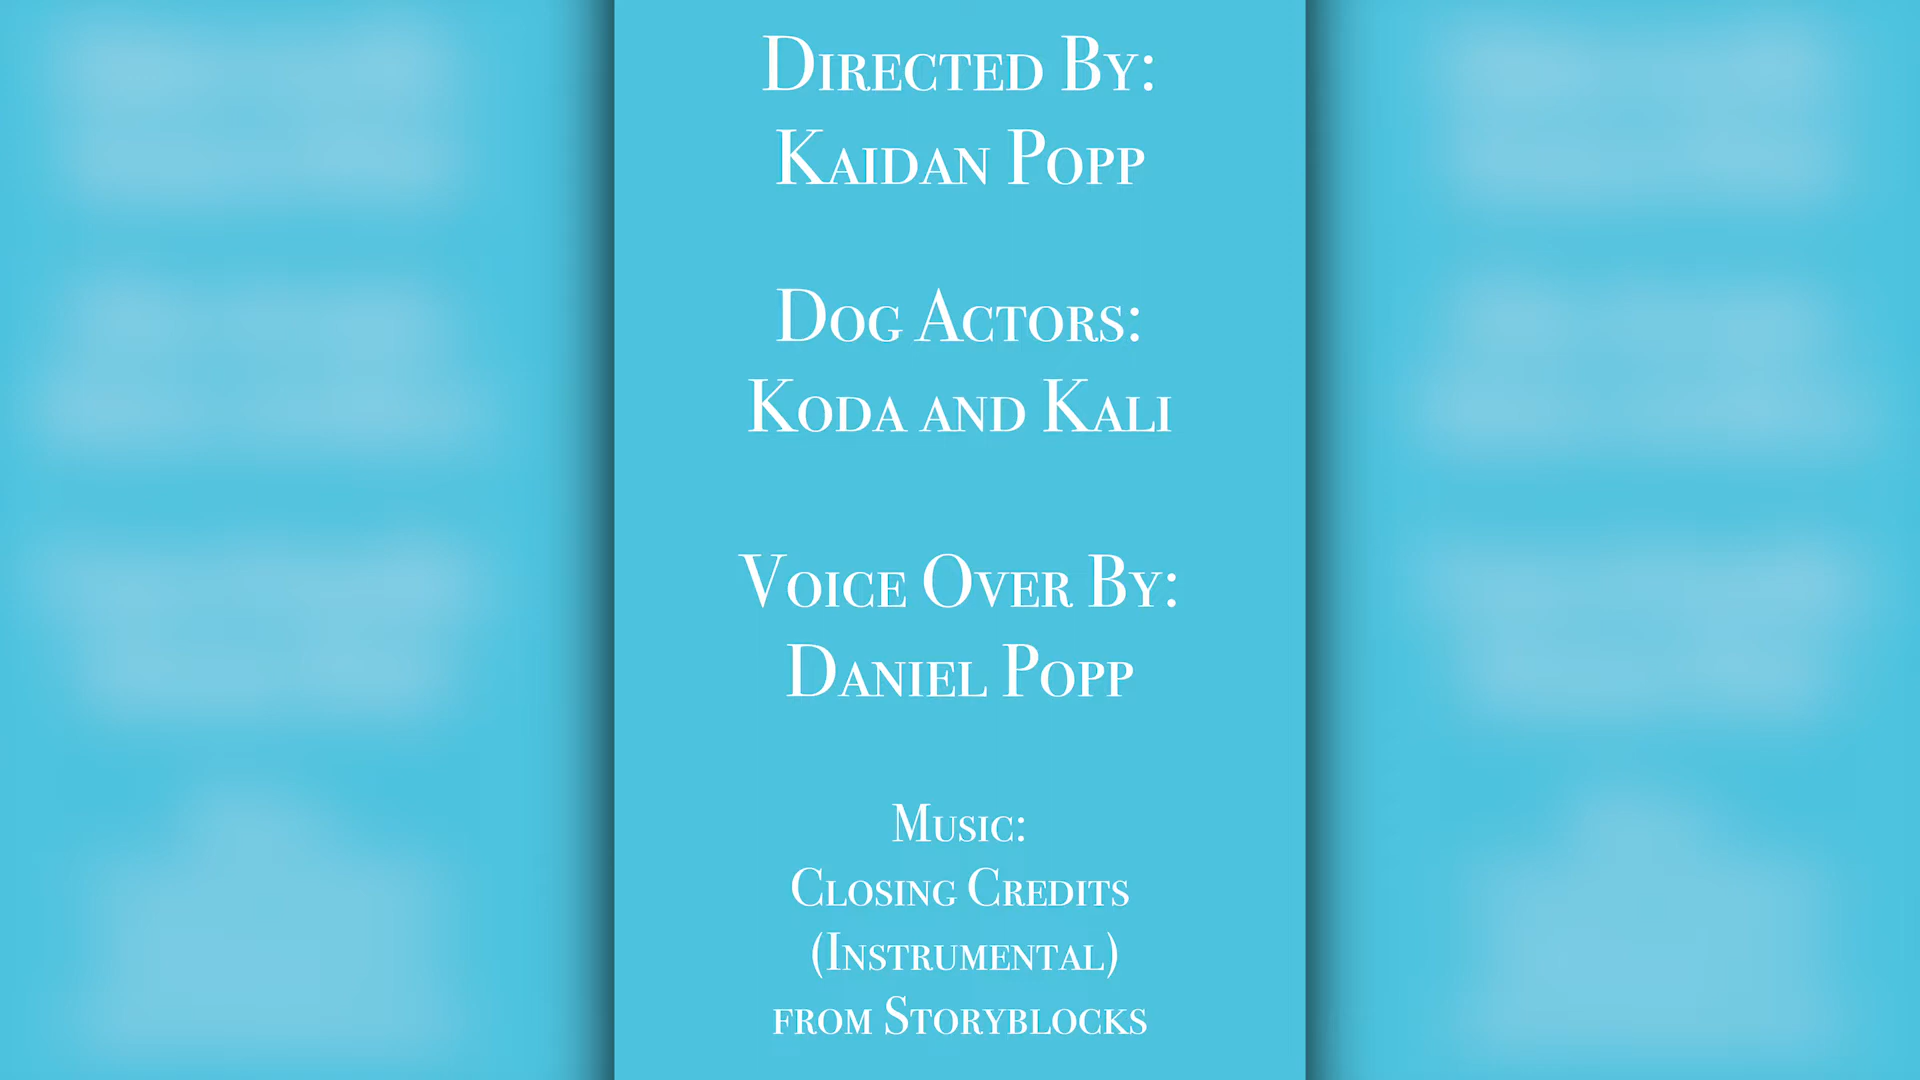 Directed By:
Kaidan Popp
Dog Actors:
Koda and Kali
Voice Over By:
Daniel Popp
Music:
Closing Credits
(Instrumental)
from Storyblocks